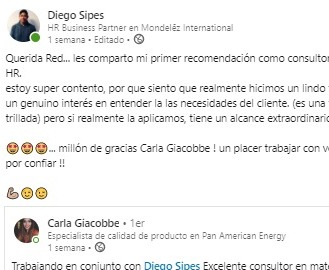 Diego Sipes
HR Business Partner en Mondelēz International
1 semana • Editado •
Querida Red... les comparto mi primer recomendación como consultor
HR.
estoy super contento, por que siento que realmente hicimos un lindo
un genuino interés en entender la las necesidades del cliente. (es una
trillada) pero si realmente la aplicamos, tiene un alcance extraordinario
🤩🤩🤩... millón de gracias Carla Giacobbe ! un placer trabajar con
por confiar !!
💪🏼😉😉
Carla Giacobbe • 1er
Especialista de calidad de producto en Pan American Energy
1 semana •
Trabajando en conjunto con Diego Sipes Excelente consultor en